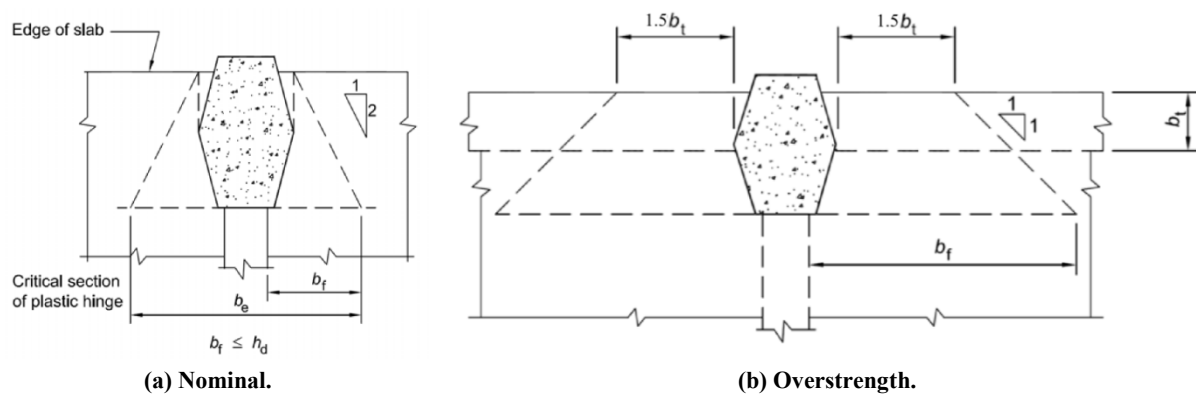 Edge of slab
1
2
Critical section
of plastic hinge
b_f
b_e
b_f ≤ h_d
(a) Nominal.
1.5b_t
1.5b_t
1
1
b_t
b_f
(b) Overstrength.